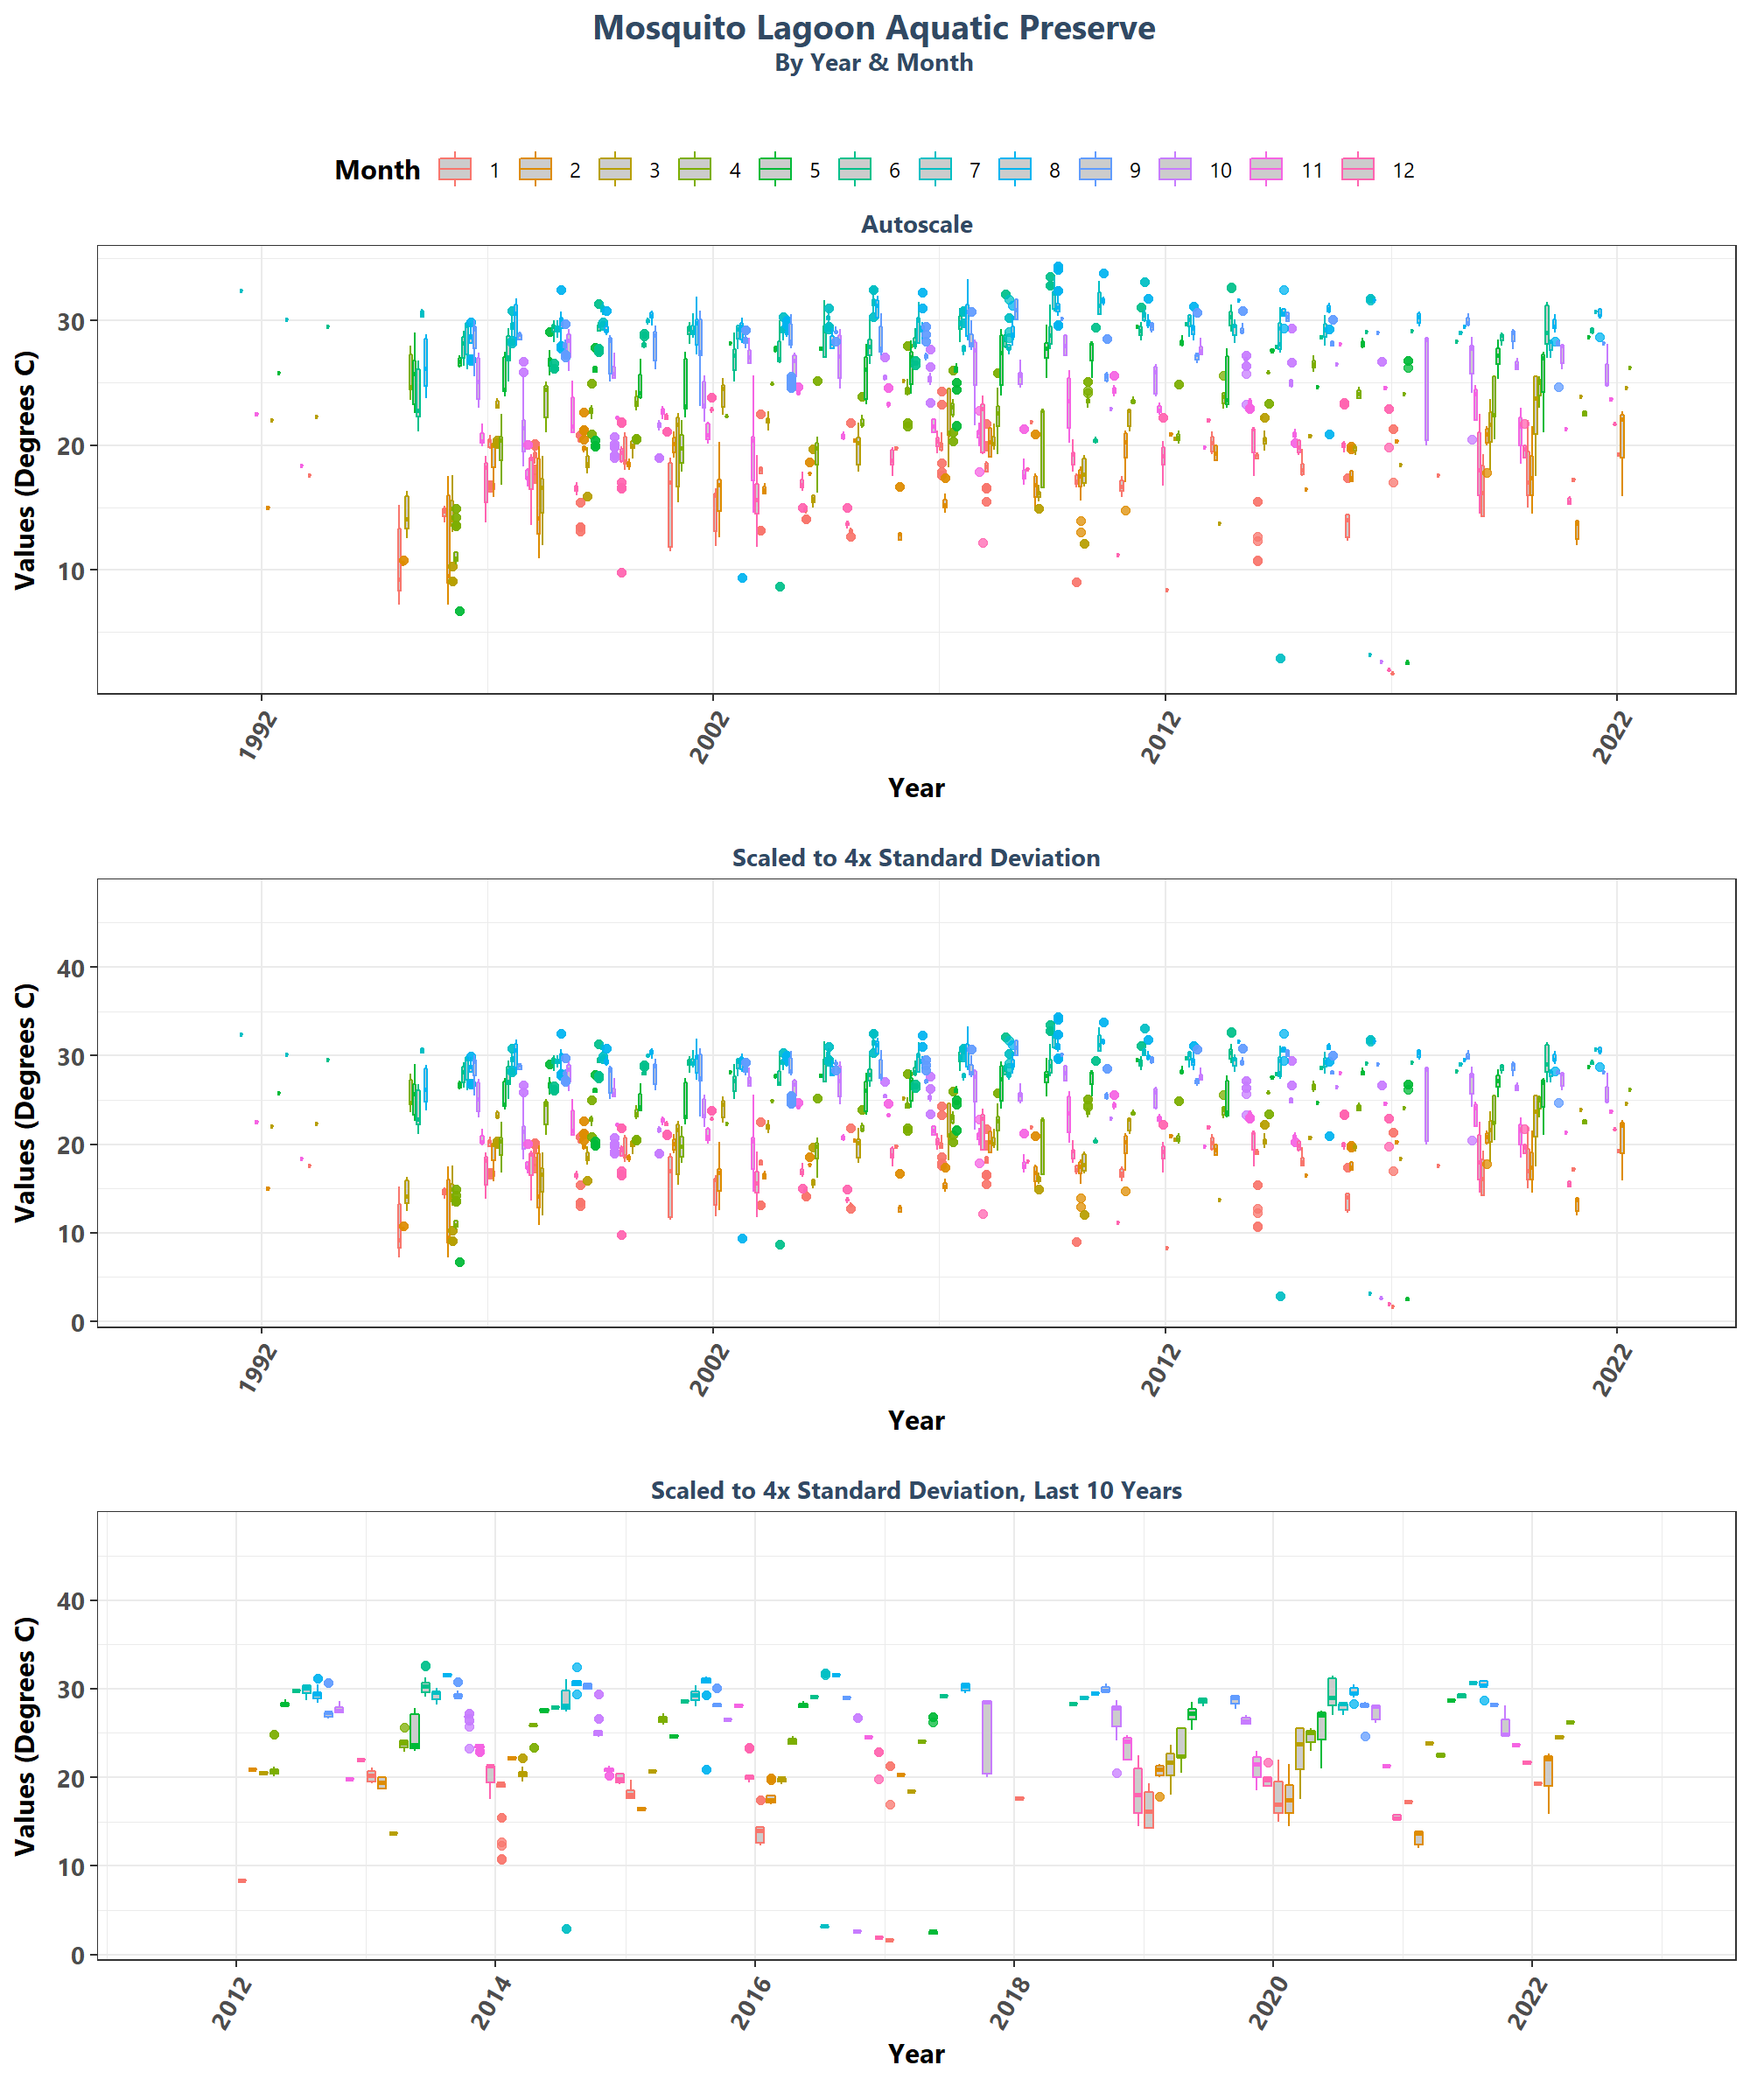 Mosquito Lagoon Aquatic Preserve
By Year & Month
Month 1 2 3 4 5 6 7 8 9 10 11 12
Autoscale
Values (Degrees C)
30
20
10
1992 2002 2012 2022
Year
Scaled to 4x Standard Deviation
Values (Degrees C)
40
30
20
10
0
1992 2002 2012 2022
Year
Scaled to 4x Standard Deviation, Last 10 Years
Values (Degrees C)
40
30
20
10
0
2012 2014 2016 2018 2020 2022
Year